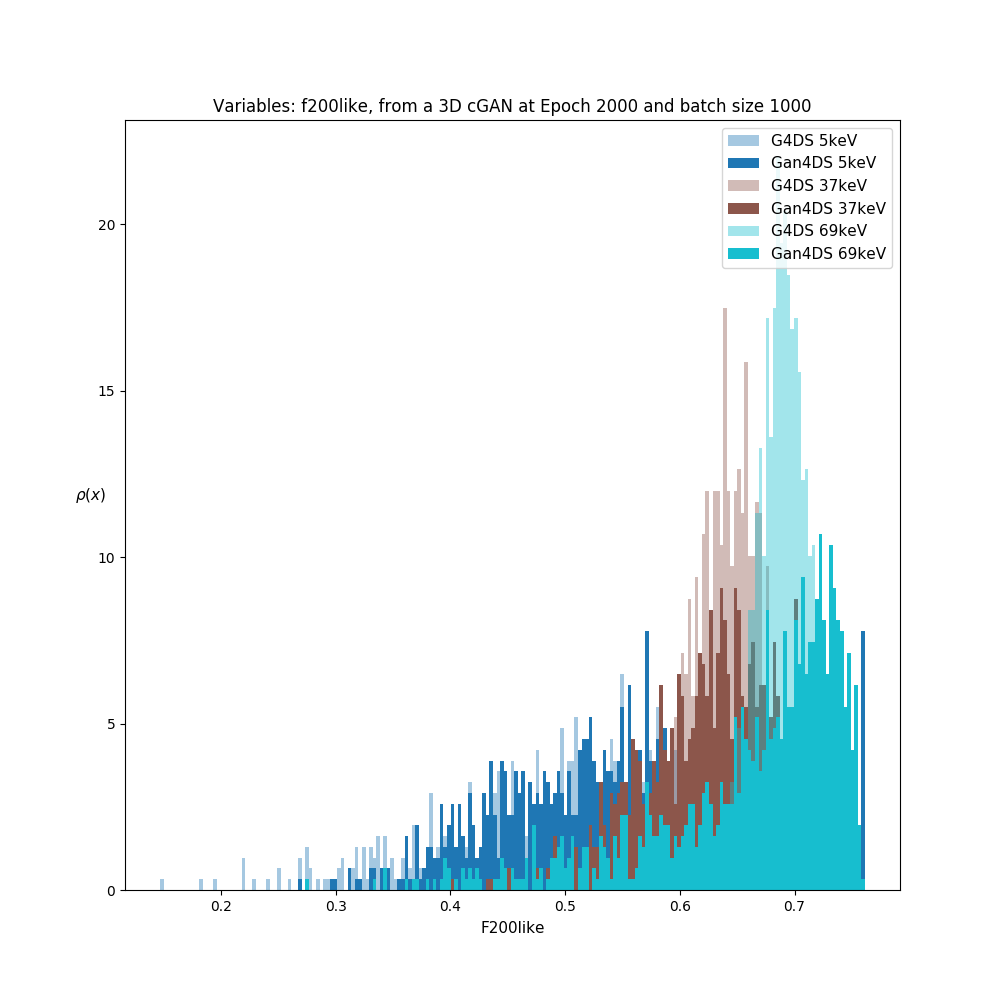 Variables: f200like, from a 3D cGAN at Epoch 2000 and batch size 1000
G4DS 5keV
Gan4DS 5keV
G4DS 37keV
Gan4DS 37keV
G4DS 69keV
Gan4DS 69keV
20
15
ρ(x)
10
5
0
0.2 0.3 0.4 0.5 0.6 0.7
F200like